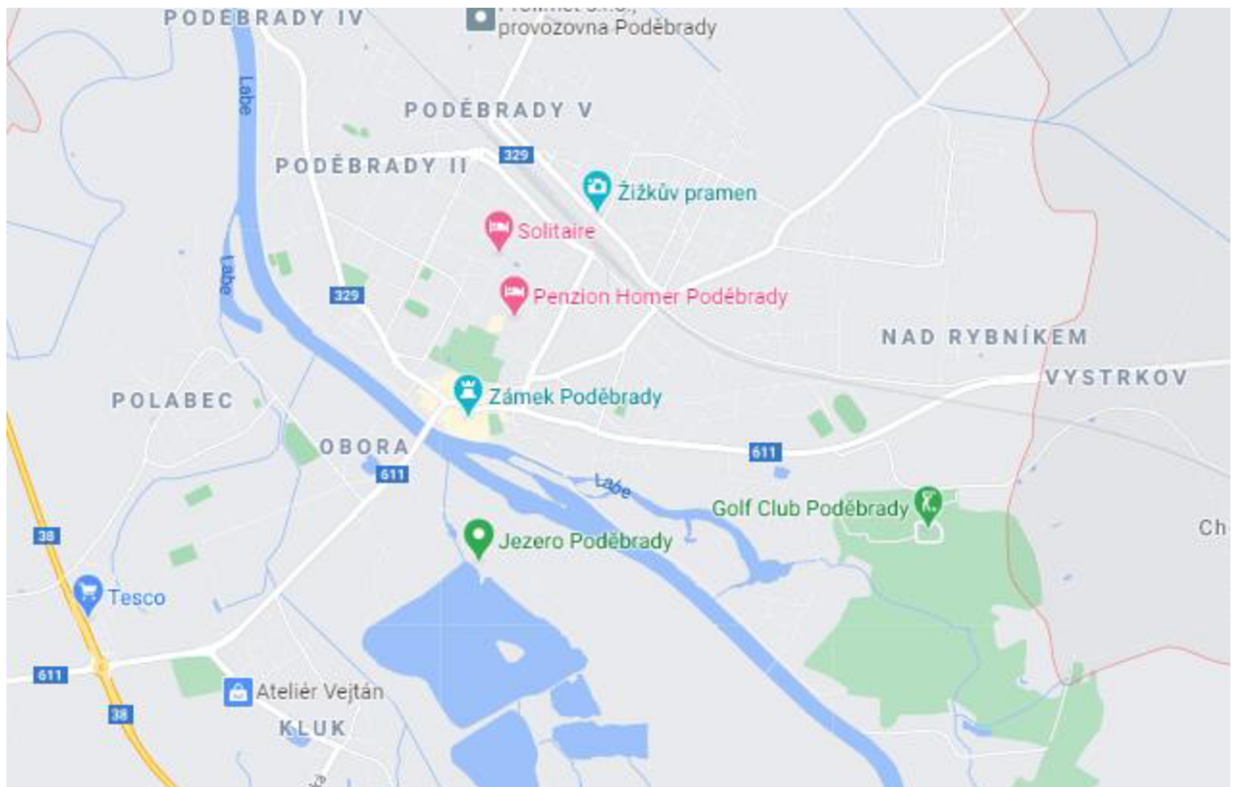 PODĚBRADY IV
provozovna Poděbrady
Labe
PODĚBRADY V
PODĚBRADY II
329
Žižkův pramen
Solitaire
Labe
329
Penzion Homer Poděbrady
NAD RYBNÍKEM
VYSTRKOV
POLABEC
Zámek Poděbrady
OBORA
611
611
Labe
Golf Club Poděbrady
38
Jezero Poděbrady
Ch
Tesco
611
Ateliér Vejtán
38
KLUK